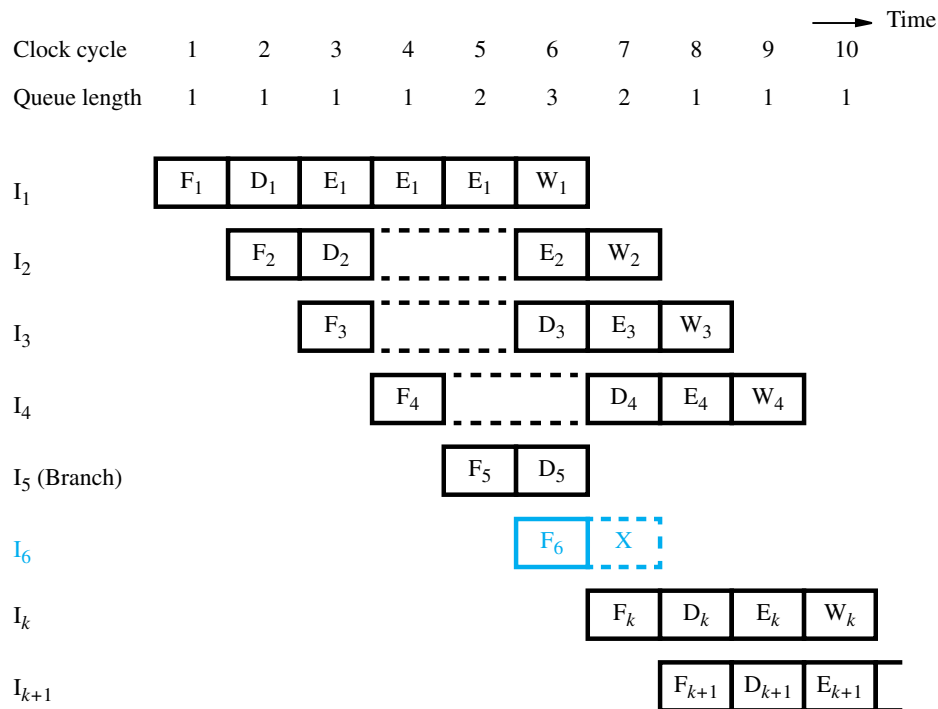 Time
Clock cycle 1 2 3 4 5 6 7 8 9 10
Queue length 1 1 1 1 2 3 2 1 1 1
I1 F1 D1 E1 E1 E1 W1
I2 F2 D2 E2 W2
I3 F3 D3 E3 W3
I4 F4 D4 E4 W4
I5 (Branch) F5 D5
I6 F6 X
Ik Fk Dk Ek Wk
Ik+1 Fk+1 Dk+1 Ek+1